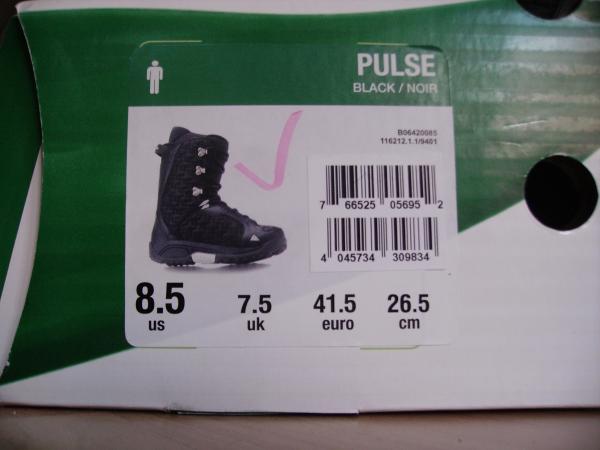 PULSE
BLACK / NOIR
B06420085
116212.1.1/9401
7 66525 05695 2
4 045734 309834
8.5 7.5 41.5 26.5
us uk euro cm